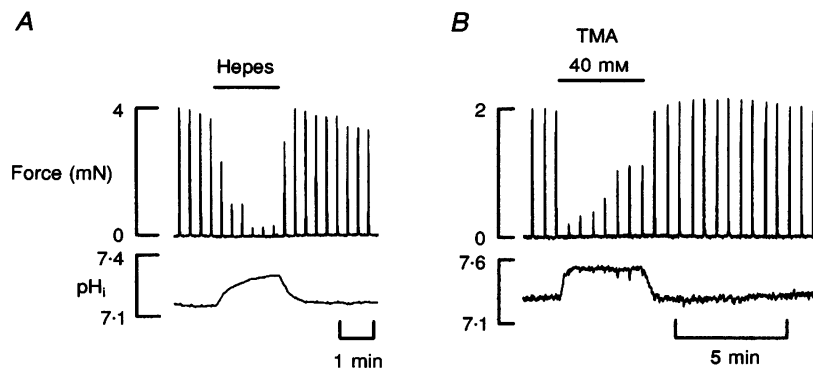 A
Hepes
4
Force (mN)
0
7·4
pHi
7·1
1 min
B
TMA
40 mM
2
0
7·6
7·1
5 min